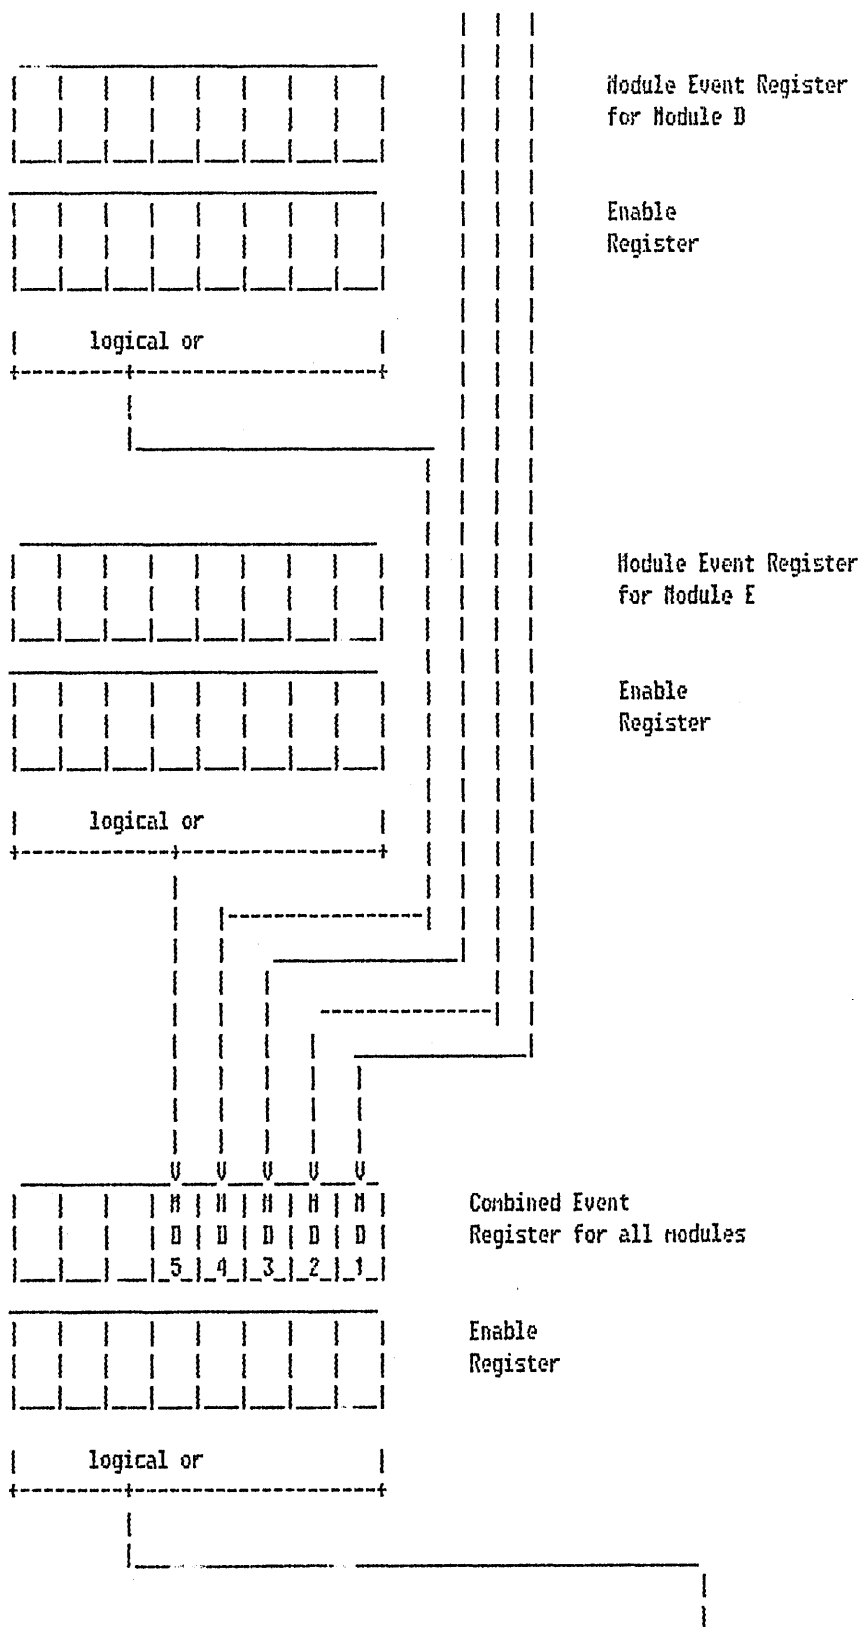 Module Event Register
for Module D
Enable
Register
logical or
Module Event Register
for Module E
Enable
Register
logical or
V V V V V
M M M M M
D D D D D
5 4 3 2 1
Combined Event
Register for all modules
Enable
Register
logical or